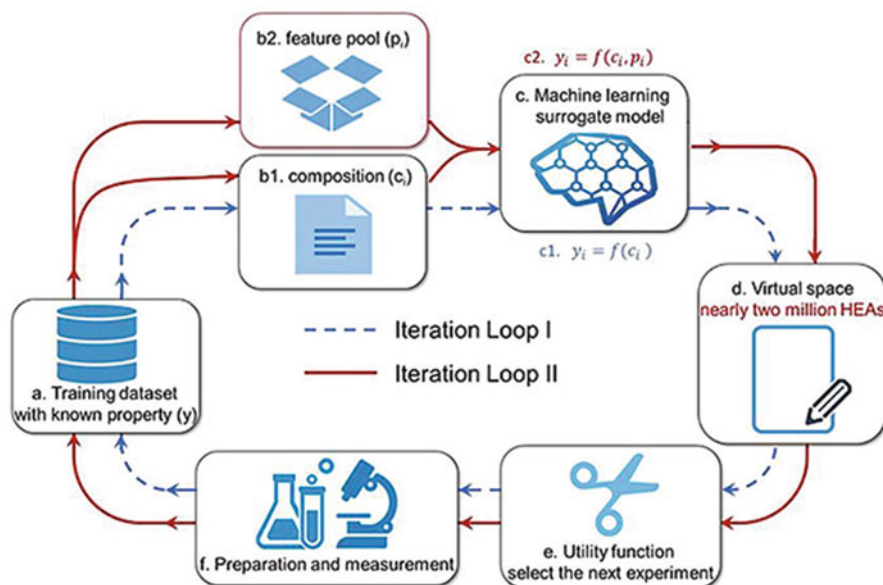 b2. feature pool (pᵢ)
c2. yᵢ = f(cᵢ, pᵢ)
c. Machine learning
surrogate model
b1. composition (cᵢ)
c1. yᵢ = f(cᵢ)
d. Virtual space
nearly two million HEAs
Iteration Loop I
Iteration Loop II
a. Training dataset
with known property (y)
f. Preparation and measurement
e. Utility function
select the next experiment